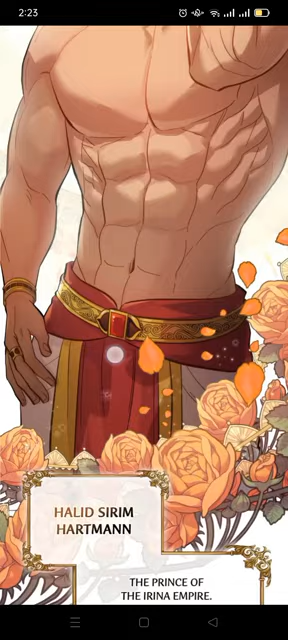 2:23
HALID SIRIM
HARTMANN
THE PRINCE OF
THE IRINA EMPIRE.